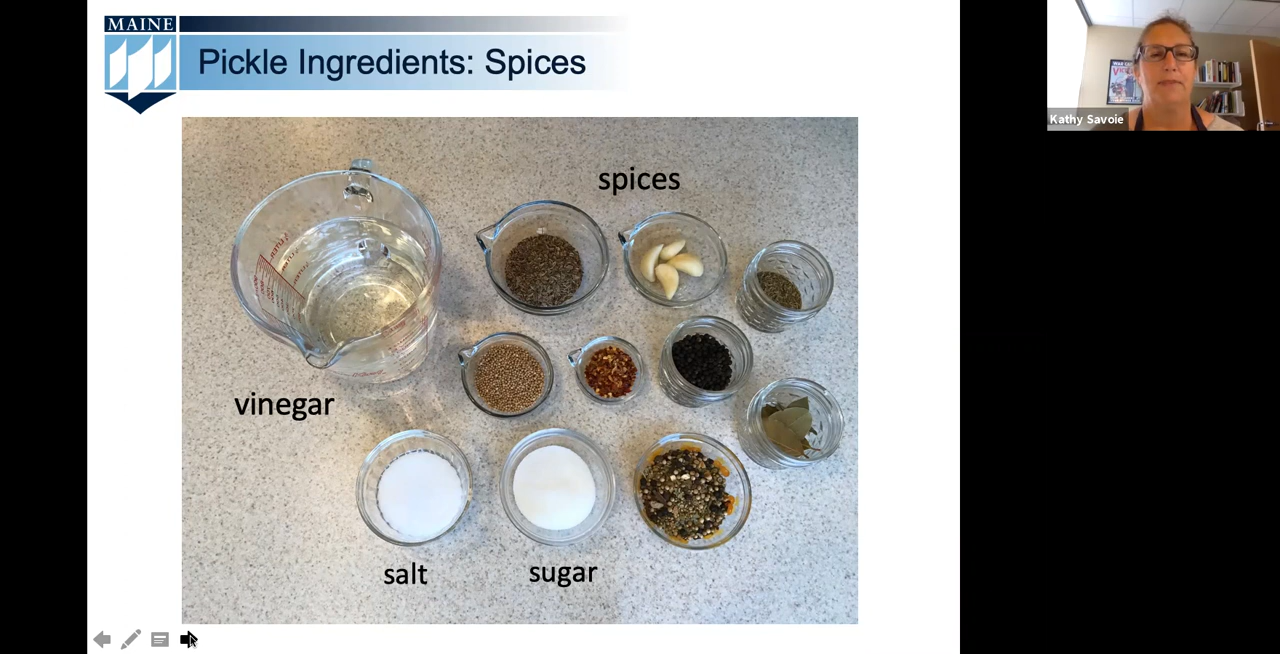 MAINE
Pickle Ingredients: Spices
spices
vinegar
salt
sugar
Kathy Savoie